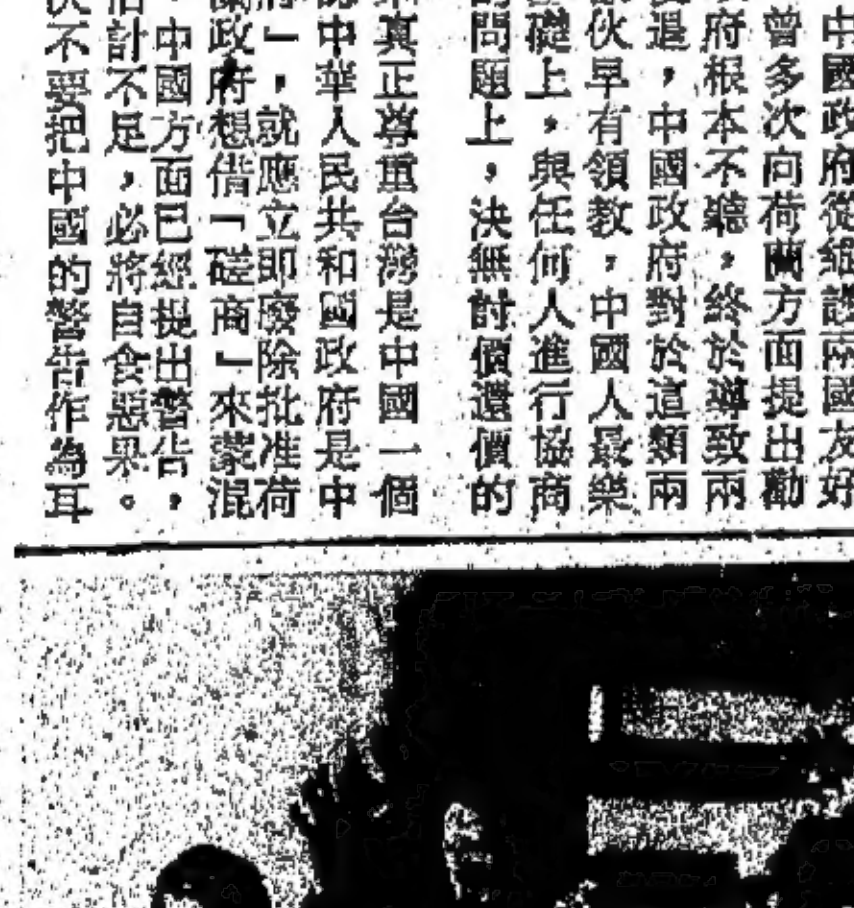 中國政府從維護兩國友好
曾多次向荷蘭方面提出勸
府根本不聽，終於導致兩
退，中國政府對於這類兩
伙早有領教，中國人最樂
礎上，與任何人進行協商
問題上，決無討價還價的
真正尊重台灣是中國一個
中華人民共和國政府是中
」，就應立即廢除批准荷
政府想借「磋商」來蒙混
中國方面已經提出警告，
估計不足，必將自食惡果。
不要把中國的警告作為耳